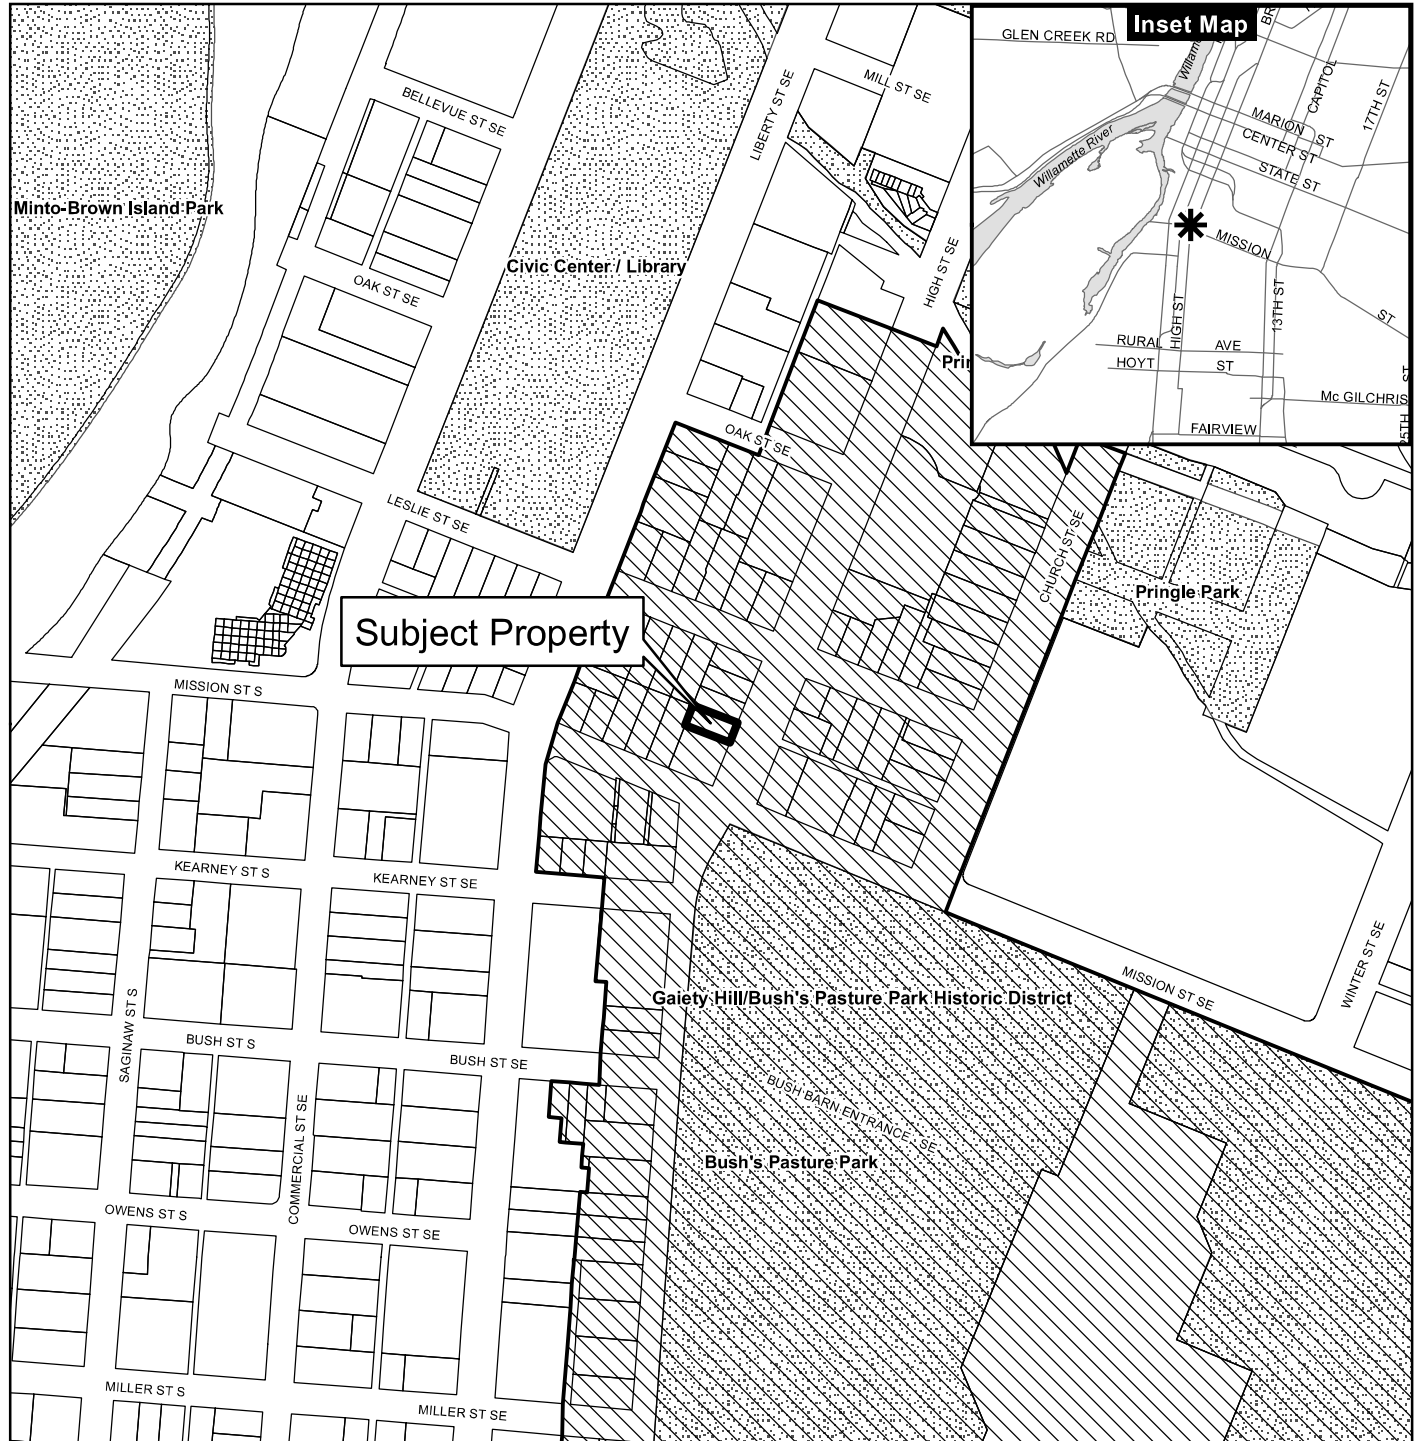 Inset Map
GLEN CREEK RD
CAPITOL
17TH ST
MARION ST
CENTER ST
STATE ST
Willamette River
MISSION ST
HIGH ST
13TH ST
RURAL AVE
HOYT ST
Mc GILCHRIS
25TH ST
FAIRVIEW
BELLEVUE ST SE
LIBERTY ST SE
MILL ST SE
Minto-Brown Island Park
Civic Center / Library
HIGH ST SE
OAK ST SE
OAK ST SE
LESLIE ST SE
CHURCH ST SE
Pringle Park
Subject Property
MISSION ST S
KEARNEY ST S
KEARNEY ST SE
WINTER ST SE
MISSION ST SE
Gaiety Hill/Bush's Pasture Park Historic District
SAGINAW ST S
BUSH ST S
BUSH ST SE
BUSH BARN ENTRANCE SE
COMMERCIAL ST SE
Bush's Pasture Park
OWENS ST S
OWENS ST SE
MILLER ST S
MILLER ST SE